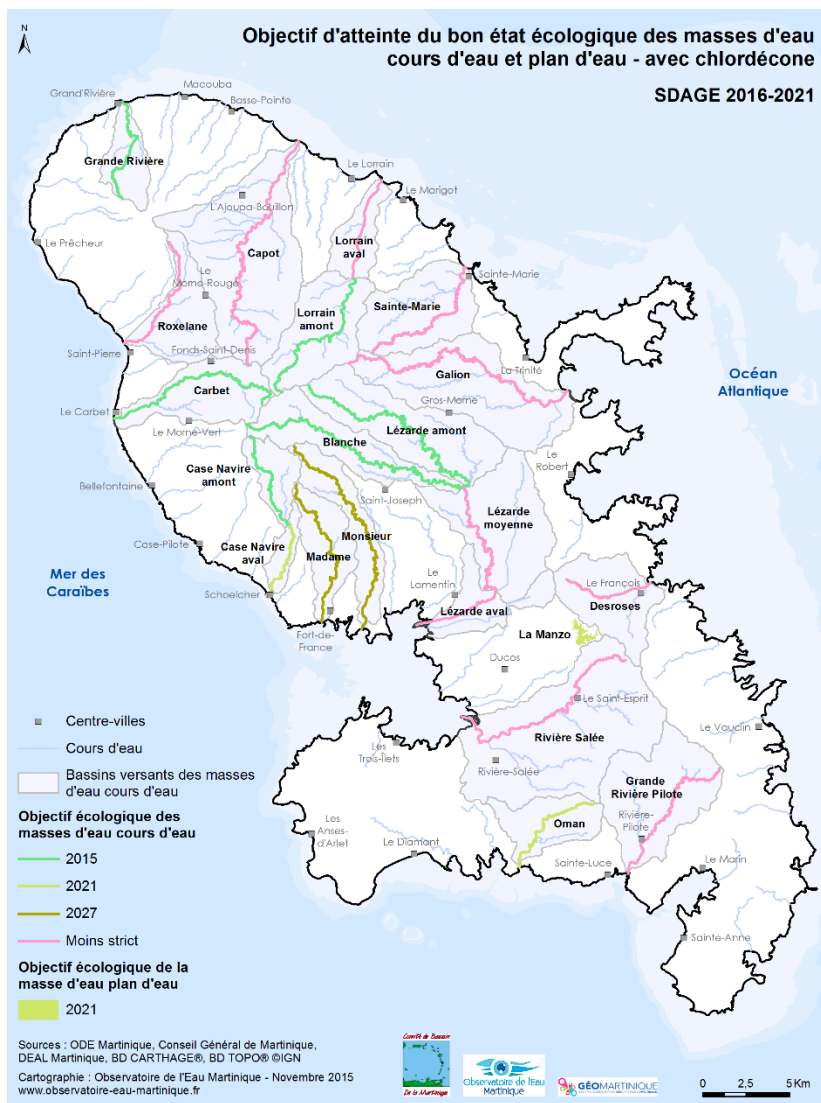 N
Objectif d'atteinte du bon état écologique des masses d'eau
cours d'eau et plan d'eau - avec chlordécone
SDAGE 2016-2021
Grand'Rivière
Macouba
Basse-Pointe
Grande Rivière
Le Lorrain
L'Ajoupa-Bouillon
Le Marigot
Le Prêcheur
Capot
Lorrain
aval
Le
Morne-Rouge
Sainte-Marie
Sainte-Marie
Lorrain
amont
Roxelane
Saint-Pierre
Fonds-Saint-Denis
La Trinité
Galion
Océan
Atlantique
Carbet
Gros-Morne
Le Carbet
Le Morne-Vert
Lézarde amont
Blanche
Le
Robert
Case Navire
amont
Bellefontaine
Saint-Joseph
Lézarde
moyenne
Case-Pilote
Case Navire
aval
Monsieur
Madame
Mer des
Caraïbes
Schoelcher
Le
Lamentin
Le François
Desroses
Lézarde aval
Fort-de-
France
La Manzo
Ducos
Le Saint-Esprit
Le Vauclin
Rivière Salée
Les
Trois-Îlets
Rivière-Salée
Grande
Rivière Pilote
Les
Anses-
d'Arlet
Le Diamant
Oman
Rivière-
Pilote
Sainte-Luce
Le Marin
Sainte-Anne
Centre-villes
Cours d'eau
Bassins versants des masses
d'eau cours d'eau
Objectif écologique des
masses d'eau cours d'eau
2015
2021
2027
Moins strict
Objectif écologique de la
masse d'eau plan d'eau
2021
Sources : ODE Martinique, Conseil Général de Martinique,
DEAL Martinique, BD CARTHAGE®, BD TOPO® ©IGN
Cartographie : Observatoire de l'Eau Martinique - Novembre 2015
www.observatoire-eau-martinique.fr
Comité de Bassin
De la Martinique
Observatoire de l'Eau
Martinique
GÉOMARTINIQUE
0 2,5 5 Km